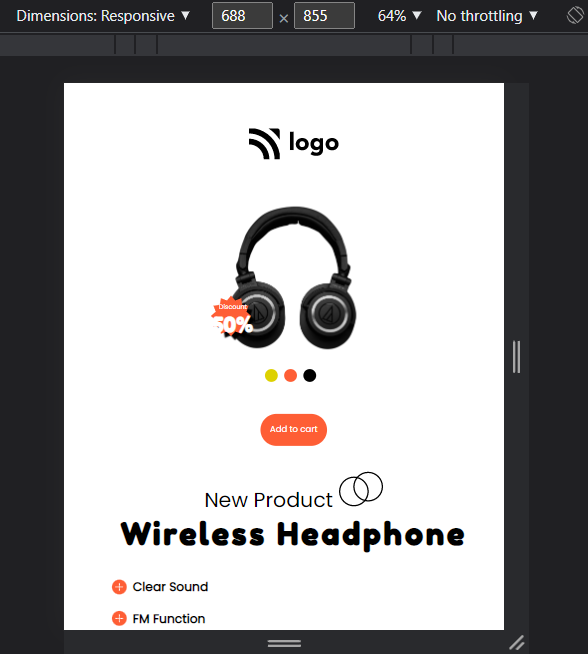 Dimensions: Responsive ▼ 688 × 855 64% ▼ No throttling ▼
logo
Discount
50%
Add to cart
New Product
Wireless Headphone
Clear Sound
FM Function